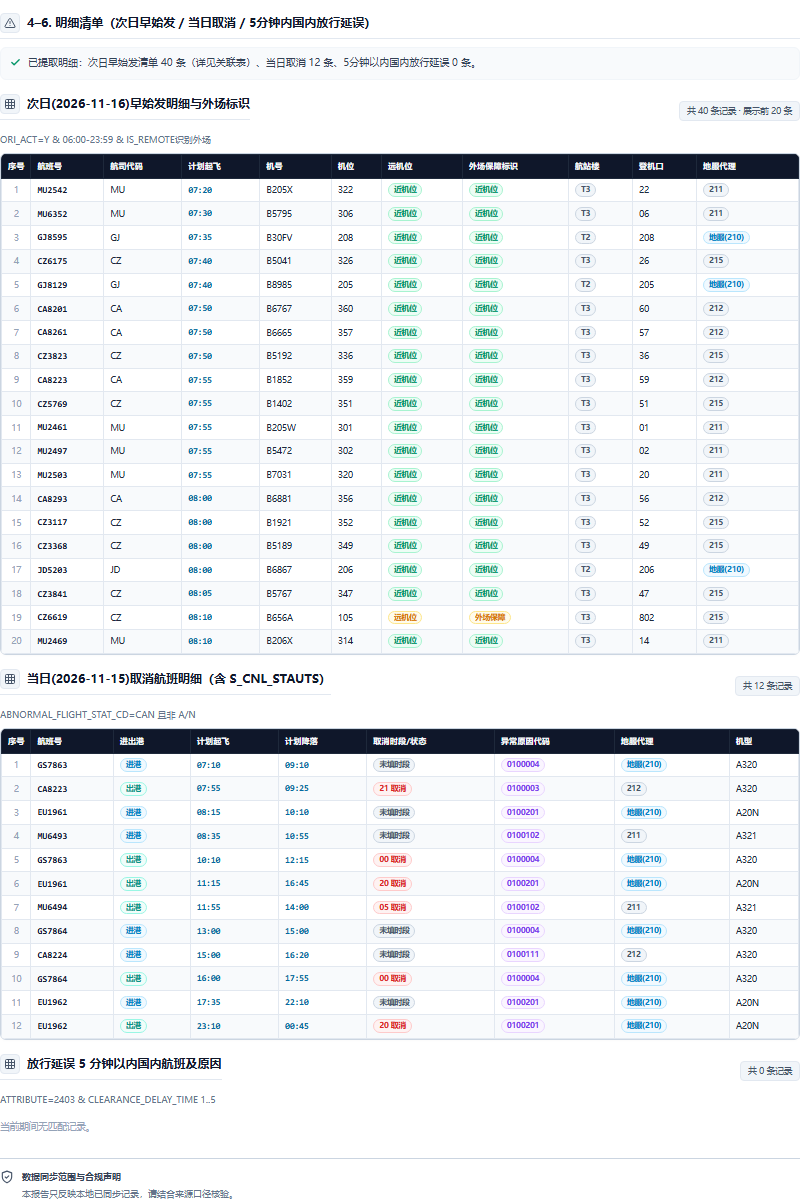 4–6. 明细清单（次日早始发 / 当日取消 / 5分钟内国内放行延误）
已提取明细：次日早始发清单 40 条（详见关联表）、当日取消 12 条、5分钟以内国内放行延误 0 条。
次日(2026-11-16)早始发明细与外场标识
共 40 条记录 · 展示前 20 条
ORI_ACT=Y & 06:00-23:59 & IS_REMOTE识别外场
序号 航班号 航司代码 计划起飞 机号 机位 远机位 外场保障标识 航站楼 登机口 地服代理
1 MU2542 MU 07:20 B205X 322 近机位 近机位 T3 22 211
2 MU6352 MU 07:30 B5795 306 近机位 近机位 T3 06 211
3 GJ8595 GJ 07:35 B30FV 208 近机位 近机位 T2 208 地服(210)
4 CZ6175 CZ 07:40 B5041 326 近机位 近机位 T3 26 215
5 GJ8129 GJ 07:40 B8985 205 近机位 近机位 T2 205 地服(210)
6 CA8201 CA 07:50 B6767 360 近机位 近机位 T3 60 212
7 CA8261 CA 07:50 B6665 357 近机位 近机位 T3 57 212
8 CZ3823 CZ 07:50 B5192 336 近机位 近机位 T3 36 215
9 CA8223 CA 07:55 B1852 359 近机位 近机位 T3 59 212
10 CZ5769 CZ 07:55 B1402 351 近机位 近机位 T3 51 215
11 MU2461 MU 07:55 B205W 301 近机位 近机位 T3 01 211
12 MU2497 MU 07:55 B5472 302 近机位 近机位 T3 02 211
13 MU2503 MU 07:55 B7031 320 近机位 近机位 T3 20 211
14 CA8293 CA 08:00 B6881 356 近机位 近机位 T3 56 212
15 CZ3117 CZ 08:00 B1921 352 近机位 近机位 T3 52 215
16 CZ3368 CZ 08:00 B5189 349 近机位 近机位 T3 49 215
17 JD5203 JD 08:00 B6867 206 近机位 近机位 T2 206 地服(210)
18 CZ3841 CZ 08:05 B5767 347 近机位 近机位 T3 47 215
19 CZ6619 CZ 08:10 B656A 105 远机位 外场保障 T3 802 215
20 MU2469 MU 08:10 B206X 314 近机位 近机位 T3 14 211
当日(2026-11-15)取消航班明细（含 S_CNL_STAUTS）
共 12 条记录
ABNORMAL_FLIGHT_STAT_CD=CAN 且非 A/N
序号 航班号 进出港 计划起飞 计划降落 取消时段/状态 异常原因代码 地服代理 机型
1 GS7863 进港 07:10 09:10 未填时段 0100004 地服(210) A320
2 CA8223 出港 07:55 09:25 21 取消 0100003 212 A320
3 EU1961 进港 08:15 10:10 未填时段 0100201 地服(210) A20N
4 MU6493 进港 08:35 10:55 未填时段 0100102 211 A321
5 GS7863 出港 10:10 12:15 00 取消 0100004 地服(210) A320
6 EU1961 出港 11:15 16:45 20 取消 0100201 地服(210) A20N
7 MU6494 出港 11:55 14:00 05 取消 0100102 211 A321
8 GS7864 进港 13:00 15:00 未填时段 0100004 地服(210) A320
9 CA8224 进港 15:00 16:20 未填时段 0100111 212 A320
10 GS7864 出港 16:00 17:55 00 取消 0100004 地服(210) A320
11 EU1962 进港 17:35 22:10 未填时段 0100201 地服(210) A20N
12 EU1962 出港 23:10 00:45 20 取消 0100201 地服(210) A20N
放行延误 5 分钟以内国内航班及原因
共 0 条记录
ATTRIBUTE=2403 & CLEARANCE_DELAY_TIME 1..5
当前期间无匹配记录。
数据同步范围与合规声明
本报告只反映本地已同步记录，请结合来源口径核验。